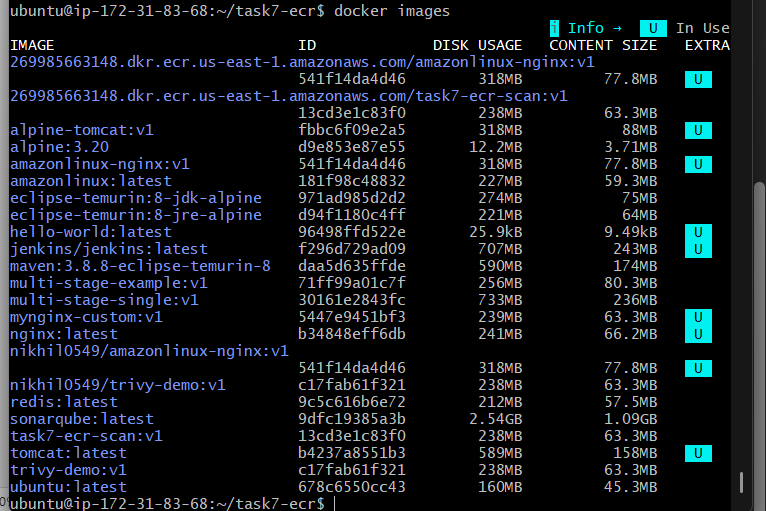 ubuntu@ip-172-31-83-68:~/task7-ecr$ docker images
i Info → U In Use
IMAGE ID DISK USAGE CONTENT SIZE EXTRA
269985663148.dkr.ecr.us-east-1.amazonaws.com/amazonlinux-nginx:v1
541f14da4d46 318MB 77.8MB U
269985663148.dkr.ecr.us-east-1.amazonaws.com/task7-ecr-scan:v1
13cd3e1c83f0 238MB 63.3MB
alpine-tomcat:v1 fbbc6f09e2a5 318MB 88MB U
alpine:3.20 d9e853e87e55 12.2MB 3.71MB
amazonlinux-nginx:v1 541f14da4d46 318MB 77.8MB U
amazonlinux:latest 181f98c48832 227MB 59.3MB
eclipse-temurin:8-jdk-alpine 971ad985d2d2 274MB 75MB
eclipse-temurin:8-jre-alpine d94f1180c4ff 221MB 64MB
hello-world:latest 96498ffd522e 25.9kB 9.49kB U
jenkins/jenkins:latest f296d729ad09 707MB 243MB U
maven:3.8.8-eclipse-temurin-8 daa5d635ffde 590MB 174MB
multi-stage-example:v1 71ff99a01c7f 256MB 80.3MB
multi-stage-single:v1 30161e2843fc 733MB 236MB
mynginx-custom:v1 5447e9451bf3 239MB 63.3MB U
nginx:latest b34848eff6db 241MB 66.2MB U
nikhil0549/amazonlinux-nginx:v1
541f14da4d46 318MB 77.8MB U
nikhil0549/trivy-demo:v1 c17fab61f321 238MB 63.3MB
redis:latest 9c5c616b6e72 212MB 57.5MB
sonarqube:latest 9dfc19385a3b 2.54GB 1.09GB
task7-ecr-scan:v1 13cd3e1c83f0 238MB 63.3MB
tomcat:latest b4237a8551b3 589MB 158MB U
trivy-demo:v1 c17fab61f321 238MB 63.3MB
ubuntu:latest 678c6550cc43 160MB 45.3MB
ubuntu@ip-172-31-83-68:~/task7-ecr$